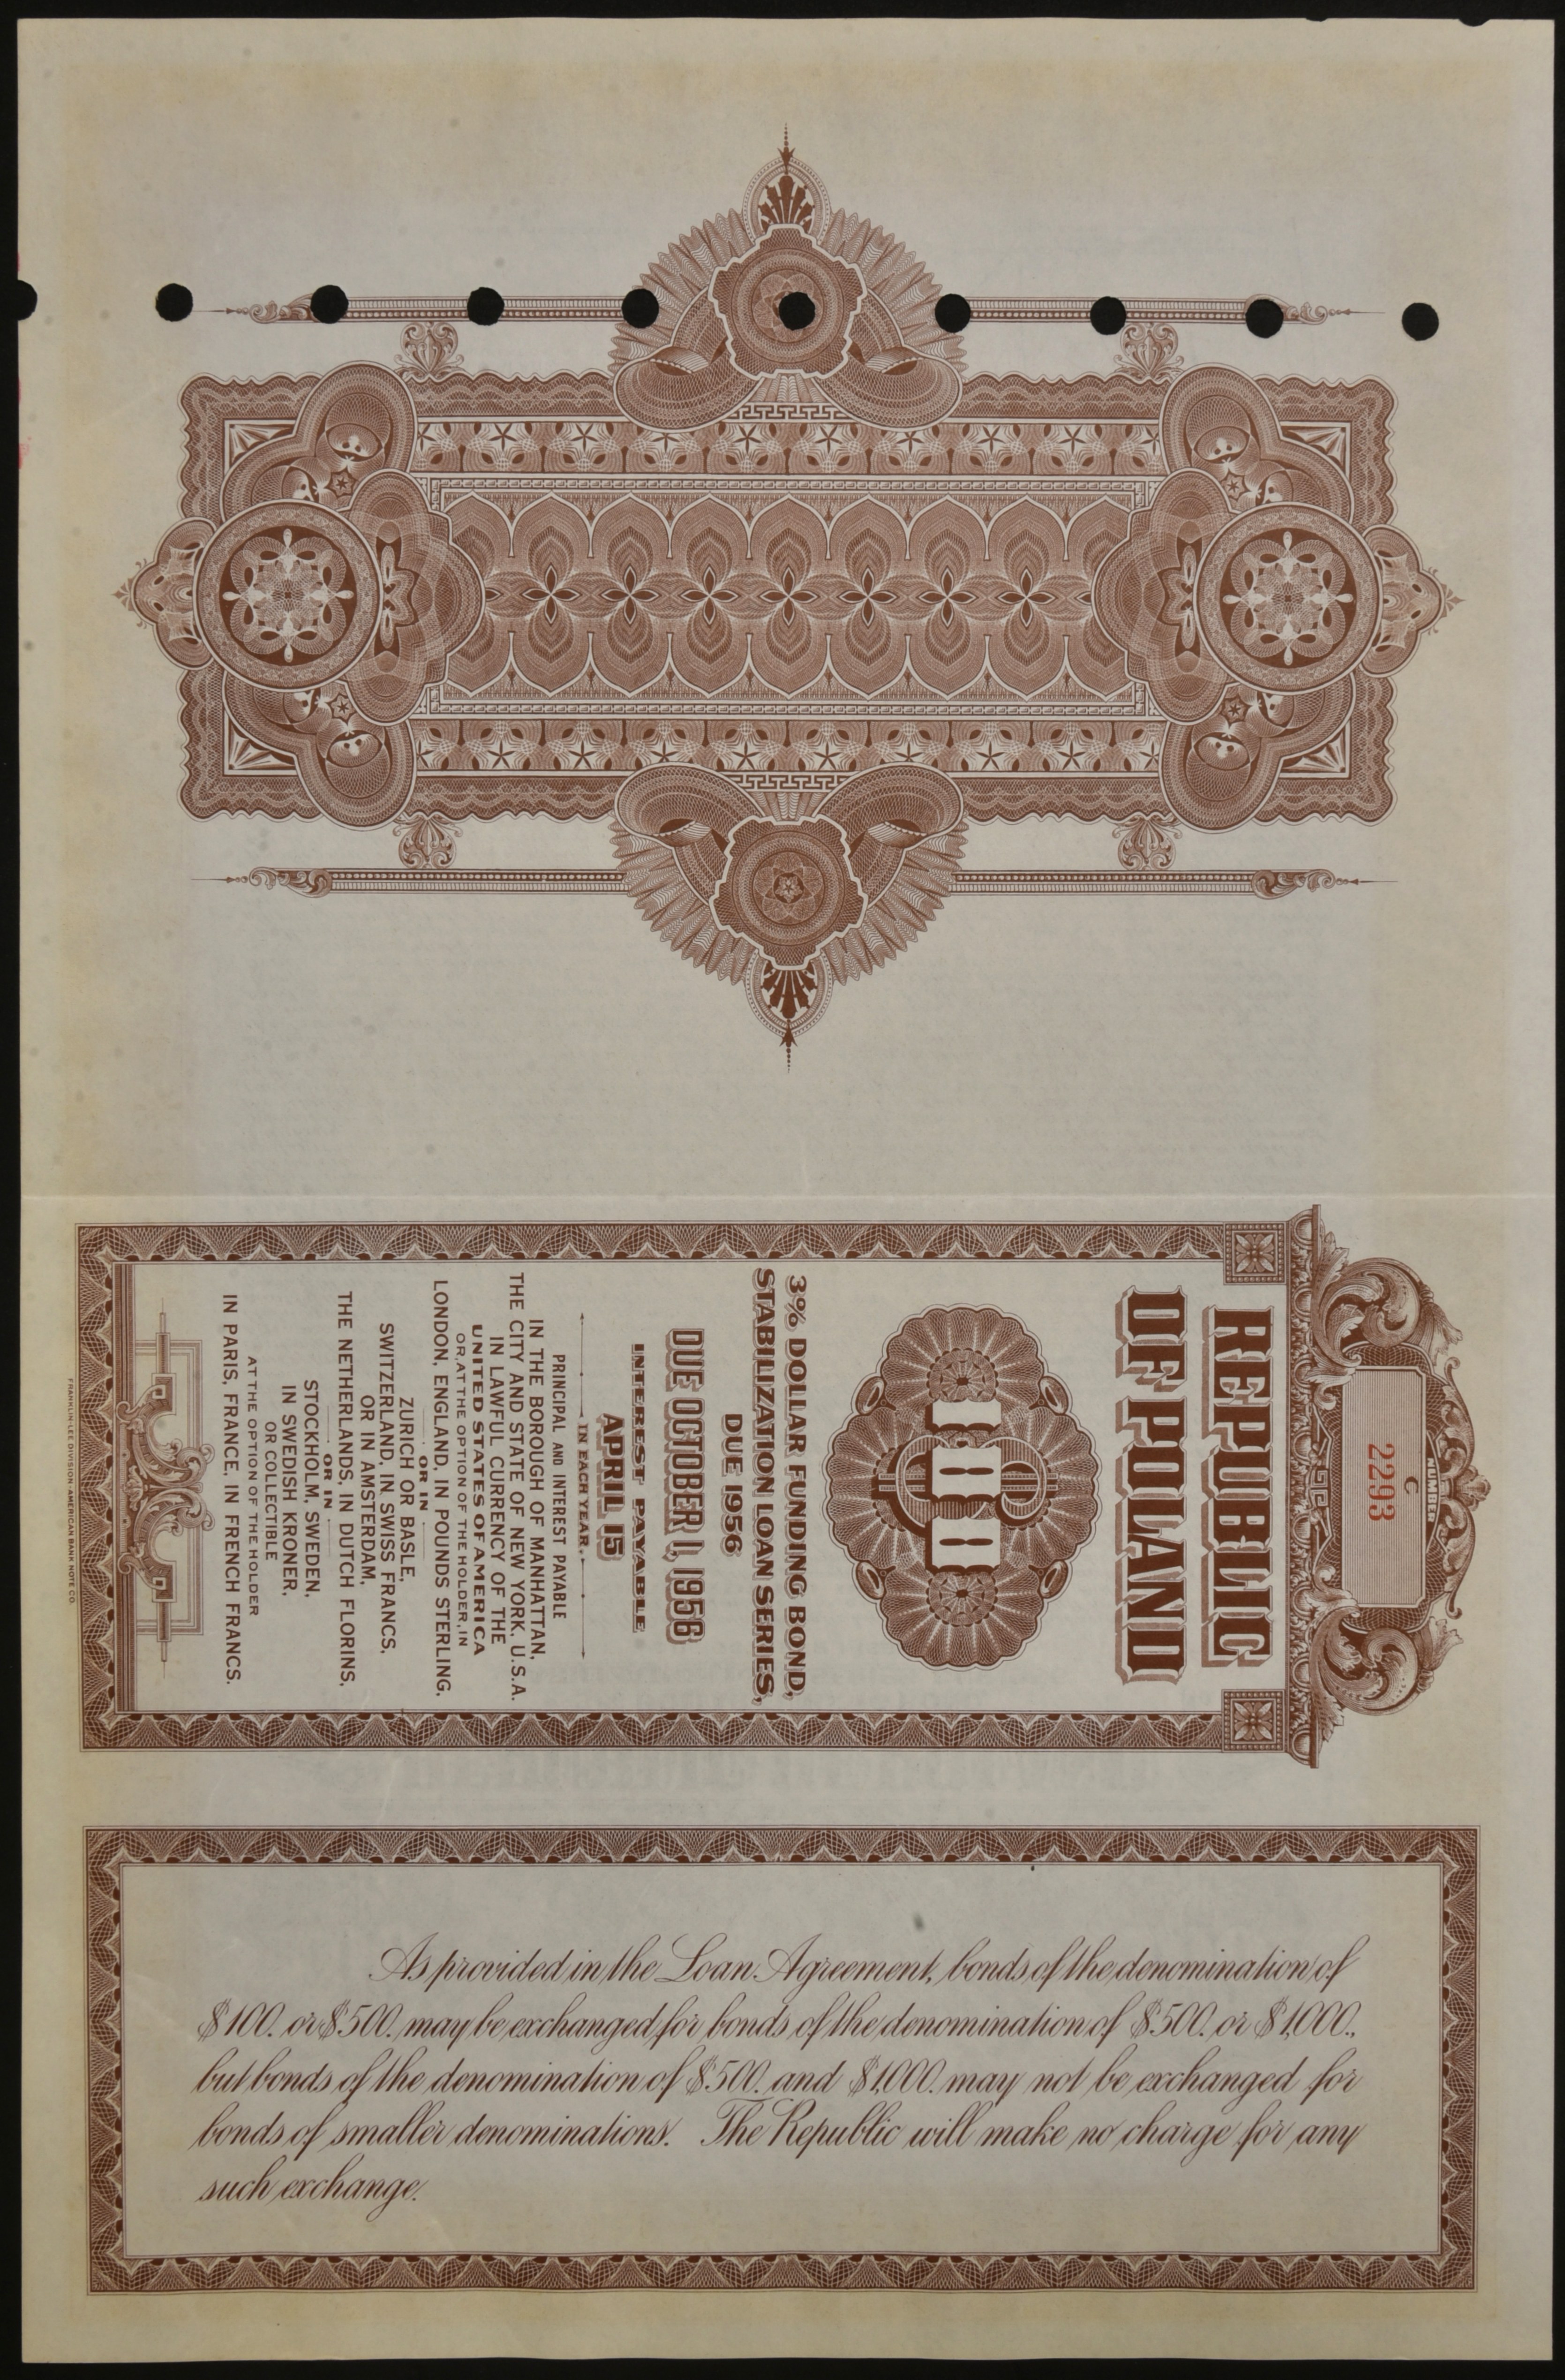 NUMBER
C
2293
REPUBLIC
OF POLAND
$100
3% DOLLAR FUNDING BOND,
STABILIZATION LOAN SERIES,
DUE 1956
DUE OCTOBER 1, 1956
INTEREST PAYABLE
APRIL 15
IN EACH YEAR.
PRINCIPAL AND INTEREST PAYABLE
IN THE BOROUGH OF MANHATTAN,
THE CITY AND STATE OF NEW YORK, U.S.A.
IN LAWFUL CURRENCY OF THE
UNITED STATES OF AMERICA
OR AT THE OPTION OF THE HOLDER, IN
LONDON, ENGLAND, IN POUNDS STERLING,
OR IN
ZURICH OR BASLE,
SWITZERLAND, IN SWISS FRANCS,
OR IN AMSTERDAM,
THE NETHERLANDS, IN DUTCH FLORINS,
OR IN
STOCKHOLM, SWEDEN,
IN SWEDISH KRONER,
OR COLLECTIBLE
AT THE OPTION OF THE HOLDER
IN PARIS, FRANCE, IN FRENCH FRANCS.
FRANKLIN-LEE DIVISION-AMERICAN BANK NOTE CO.
As provided in the Loan Agreement, bonds of the denomination of
$100. or $500. may be exchanged for bonds of the denomination of $500. or $1,000.,
but bonds of the denomination of $500. and $1,000. may not be exchanged for
bonds of smaller denominations. The Republic will make no charge for any
such exchange.